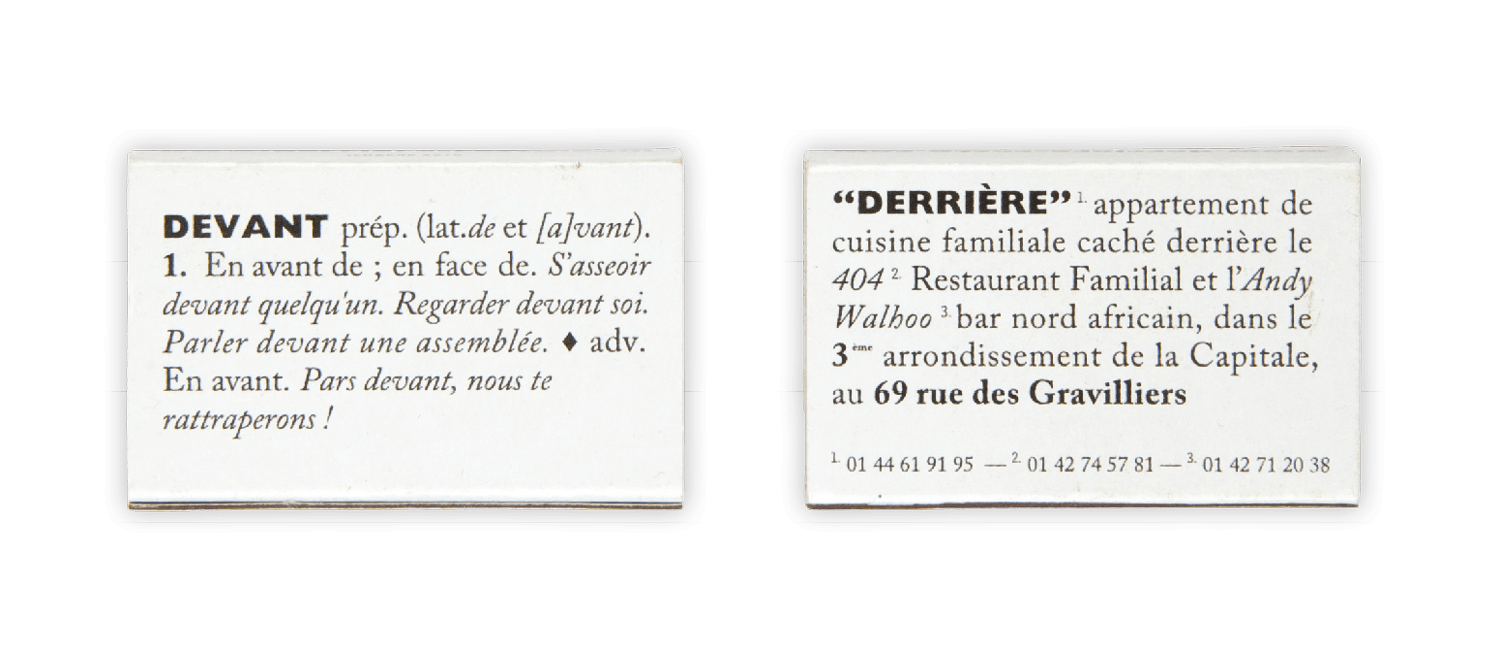 DEVANT prép. (lat.de et [a]vant).
1. En avant de ; en face de. S'asseoir
devant quelqu'un. Regarder devant soi.
Parler devant une assemblée. ♦ adv.
En avant. Pars devant, nous te
rattraperons !
“DERRIÈRE” 1. appartement de
cuisine familiale caché derrière le
404 2. Restaurant Familial et l’Andy
Walhoo 3. bar nord africain, dans le
3ème arrondissement de la Capitale,
au 69 rue des Gravilliers
1. 01 44 61 91 95 — 2. 01 42 74 57 81 — 3. 01 42 71 20 38